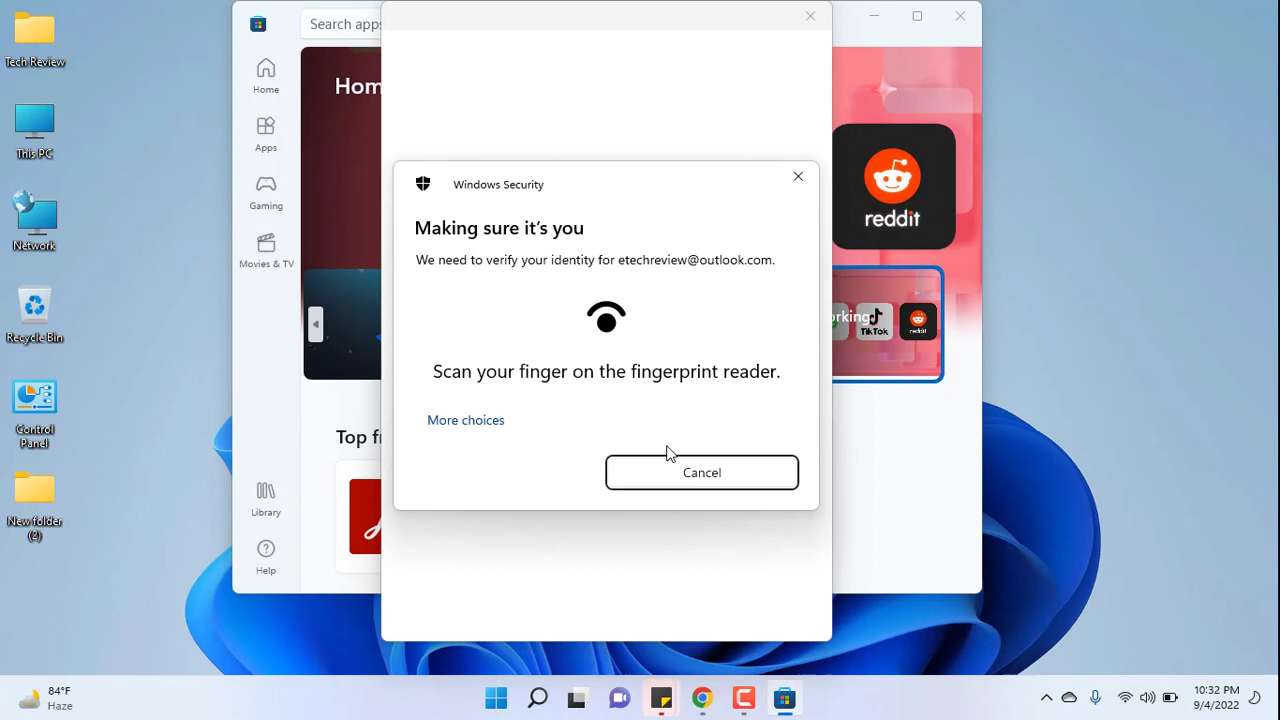 Tech Review
This PC
Network
Recycle Bin
Control
Panel
New folder
(2)
Search apps
Home
Apps
Gaming
Movies & TV
Library
Help
Hom
reddit
orking
TikTok
reddit
Top fr
Windows Security
Making sure it's you
We need to verify your identity for etechreview@outlook.com.
Scan your finger on the fingerprint reader.
More choices
Cancel
84°F
Haze
10:32 PM
9/4/2022